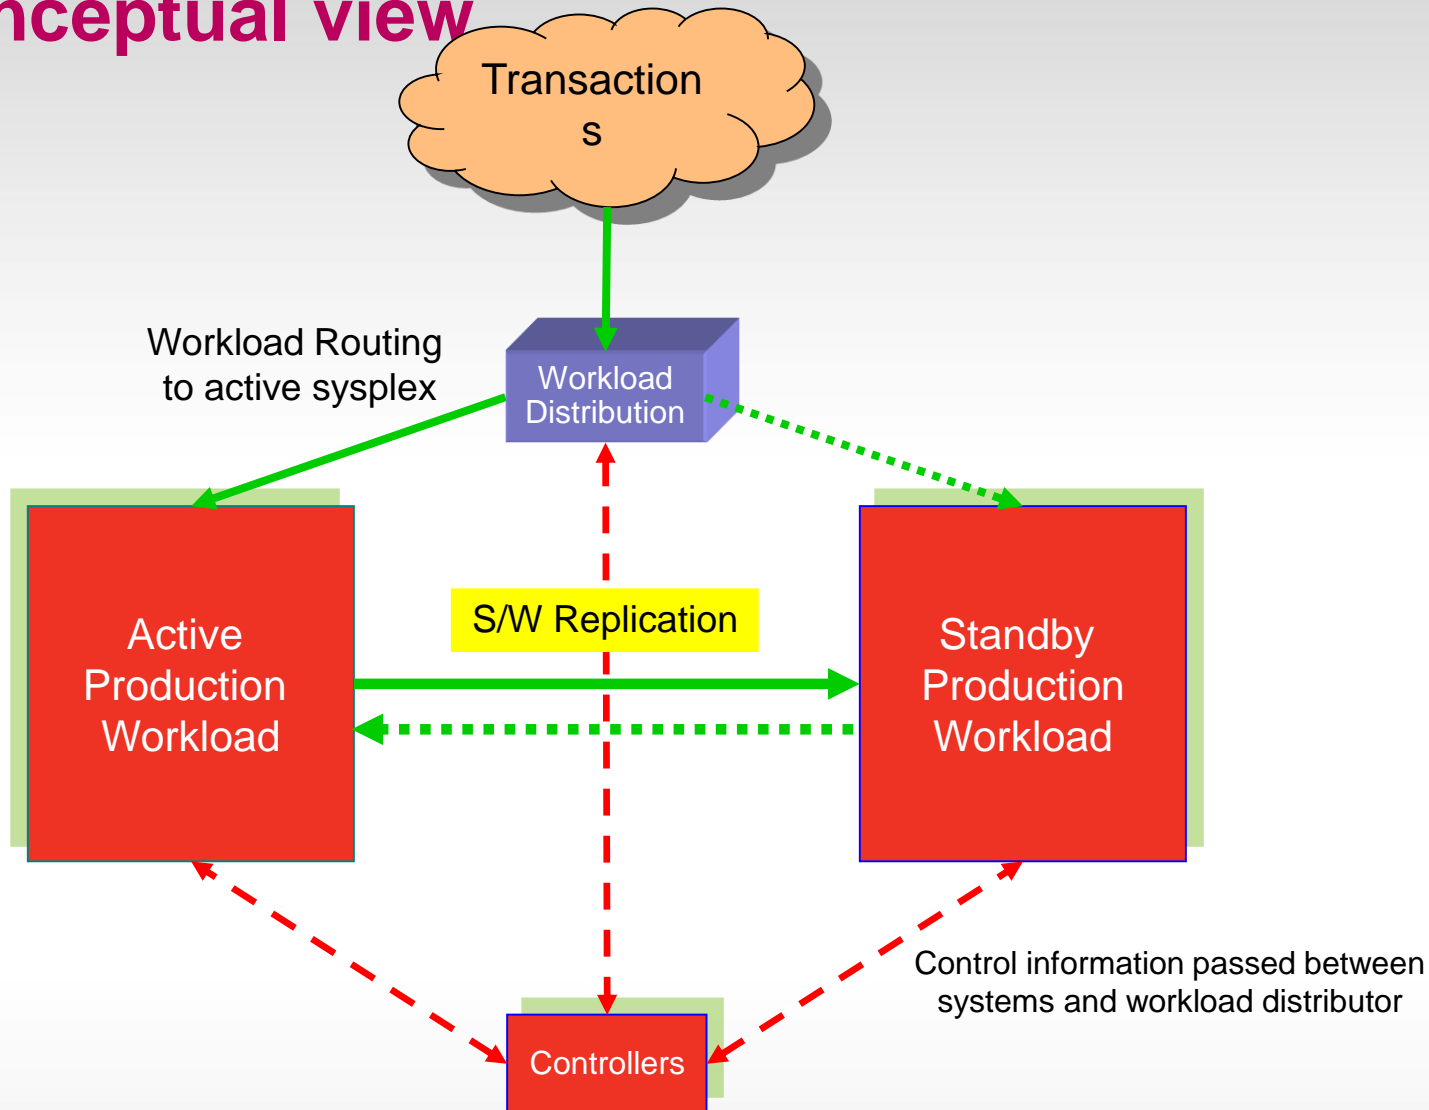 nceptual view
Transaction
s
Workload Routing
to active sysplex
Workload
Distribution
S/W Replication
Active
Production
Workload
Standby
Production
Workload
Control information passed between
systems and workload distributor
Controllers